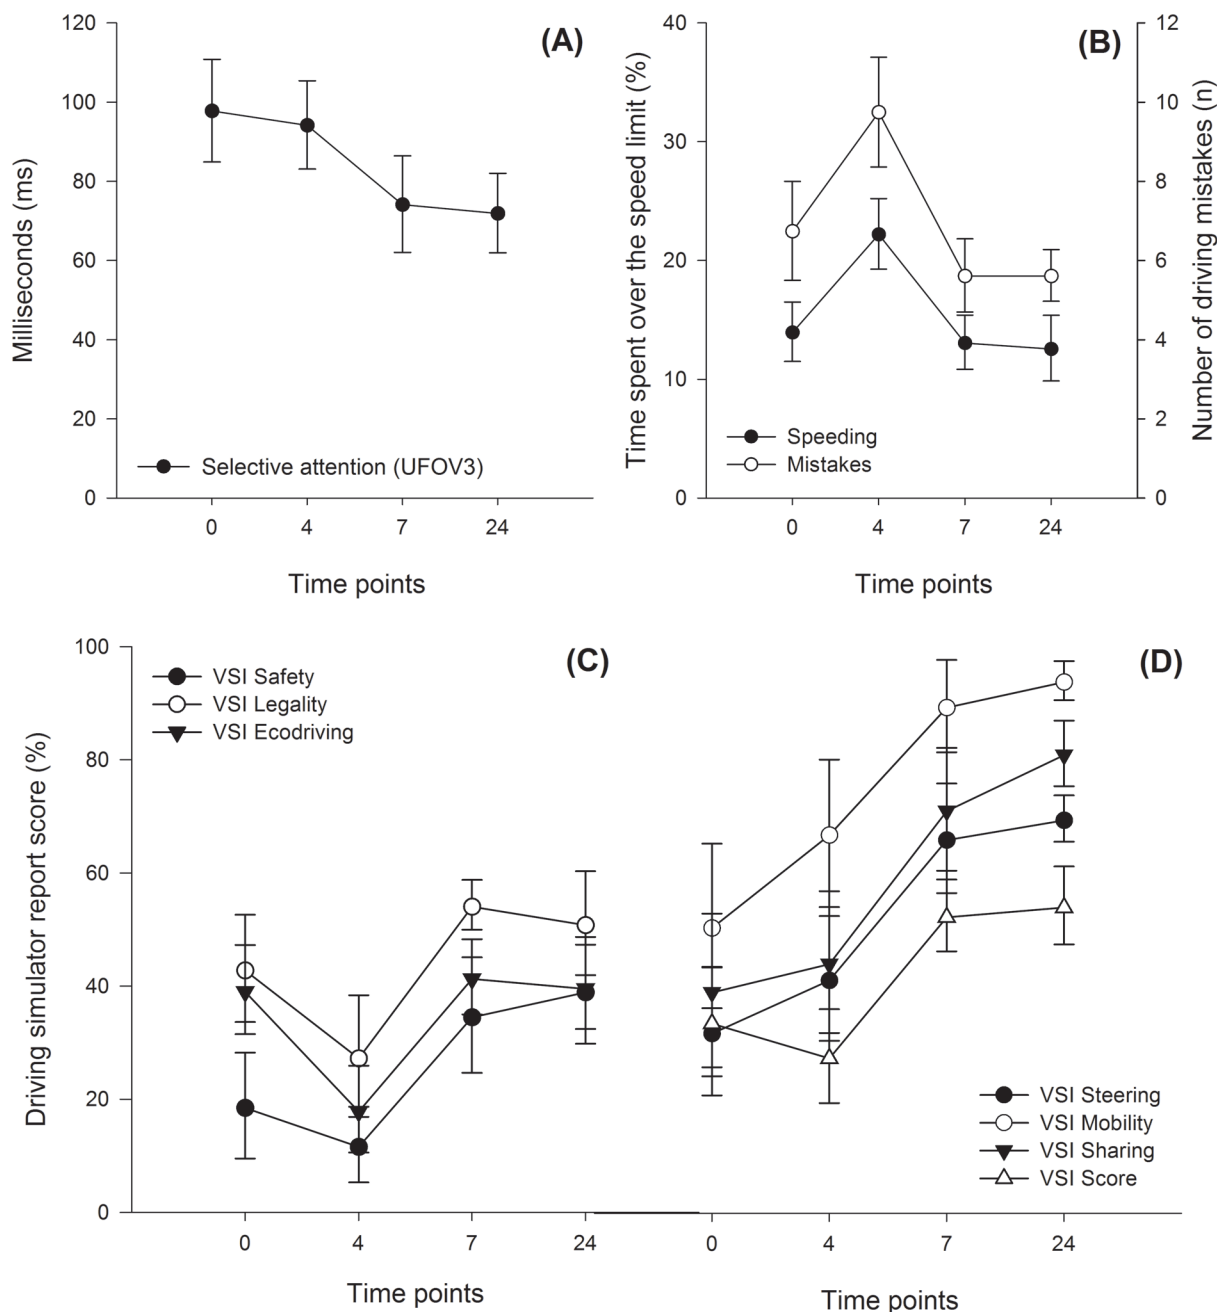 (A)
120
100
80
60
40
20
0
Milliseconds (ms)
Selective attention (UFOV3)
0 4 7 24
Time points
(B)
40
30
20
10
0
Time spent over the speed limit (%)
12
10
8
6
4
2
0
Number of driving mistakes (n)
Speeding
Mistakes
0 4 7 24
Time points
(C)
100
80
60
40
20
0
Driving simulator report score (%)
VSI Safety
VSI Legality
VSI Ecodriving
0 4 7 24
Time points
(D)
VSI Steering
VSI Mobility
VSI Sharing
VSI Score
0 4 7 24
Time points